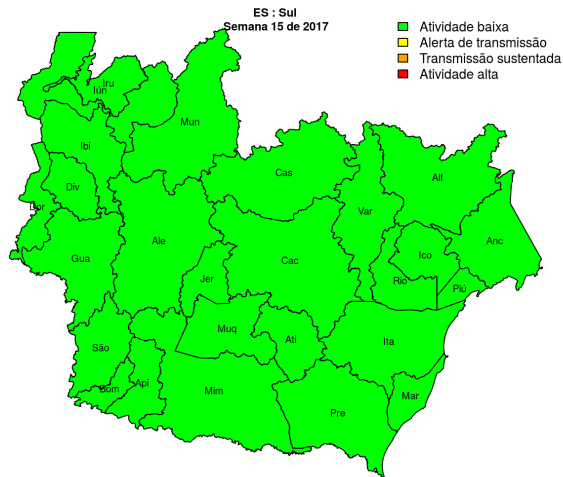 ES : Sul
Semana 15 de 2017
Atividade baixa
Alerta de transmissão
Transmissão sustentada
Atividade alta
Iru
Iún
Mun
Ibi
Cas
Alf
Div
Dor
Var
Ale
Anc
Gua
Cac
Ico
Jer
Rio
Piú
Muq
Ati
Ita
São
Bom
Api
Mim
Mar
Pre